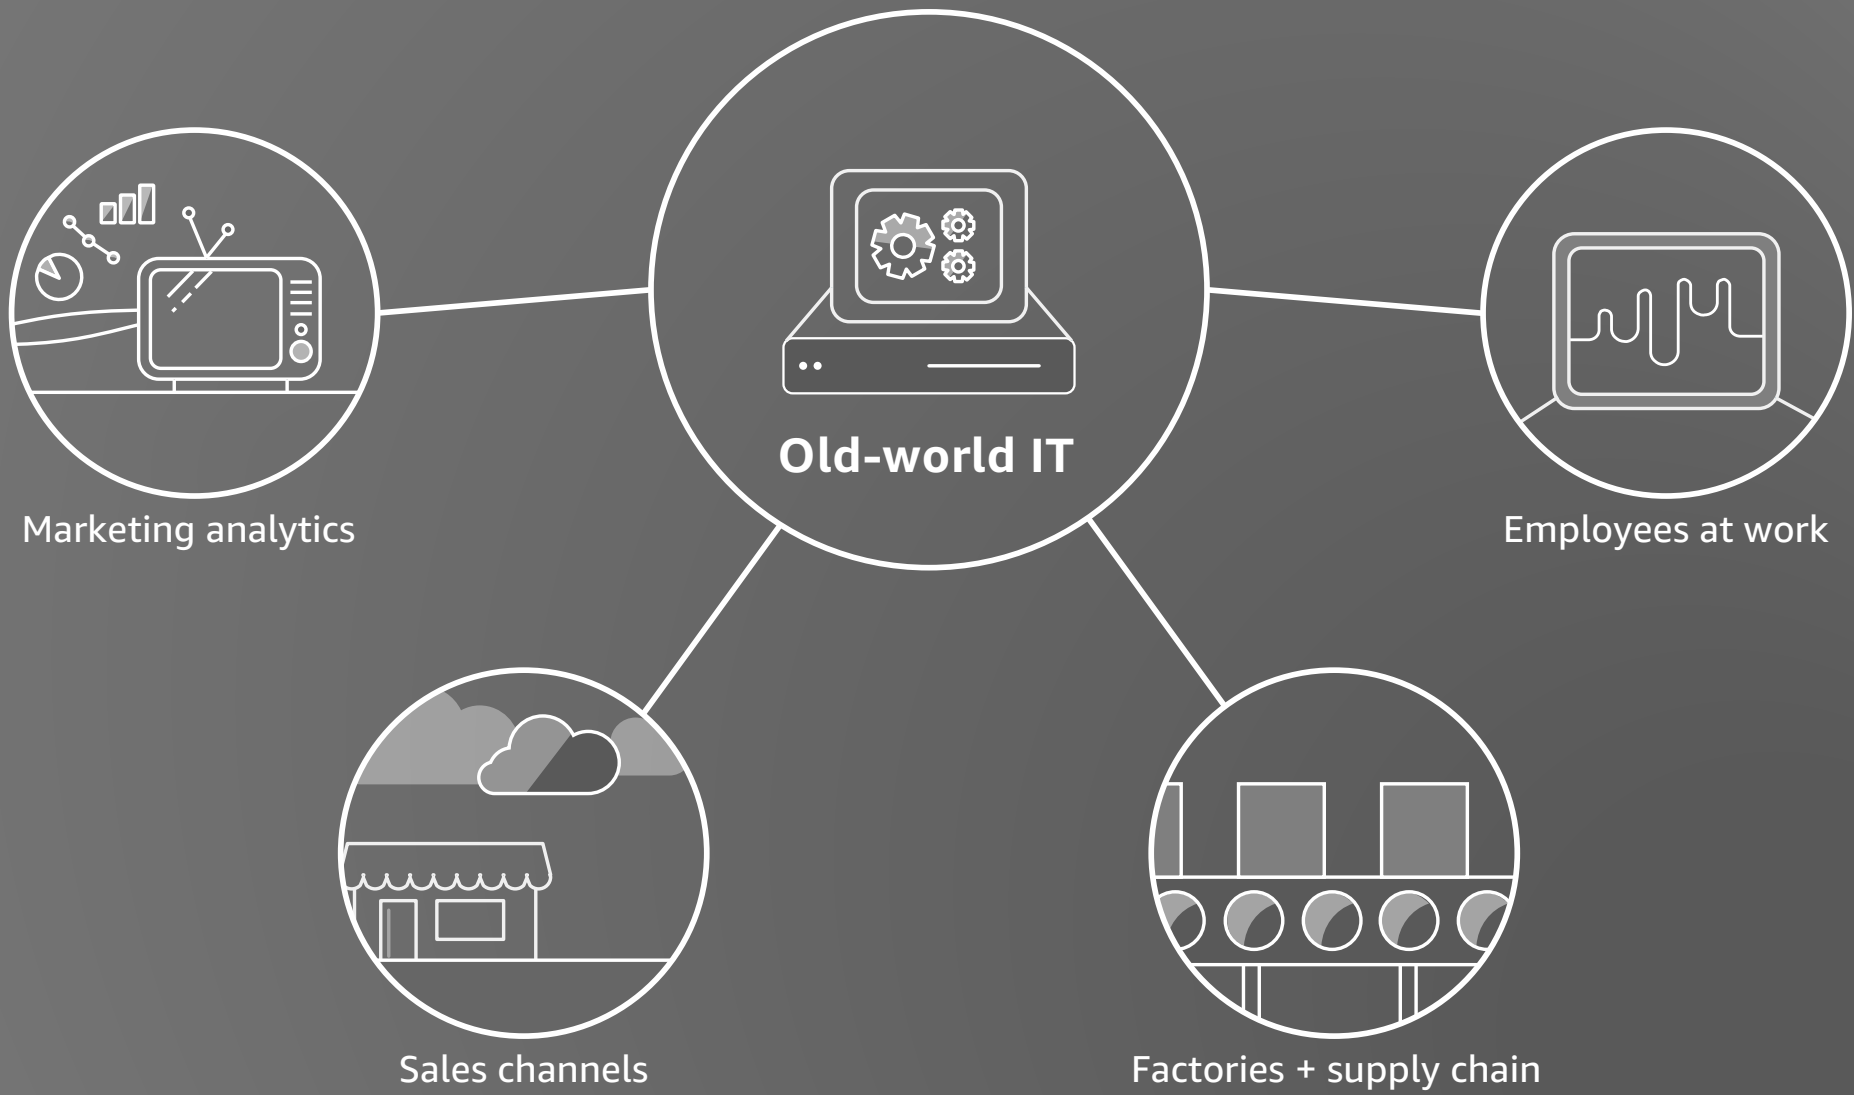 Old-world IT
Marketing analytics
Employees at work
Sales channels
Factories + supply chain